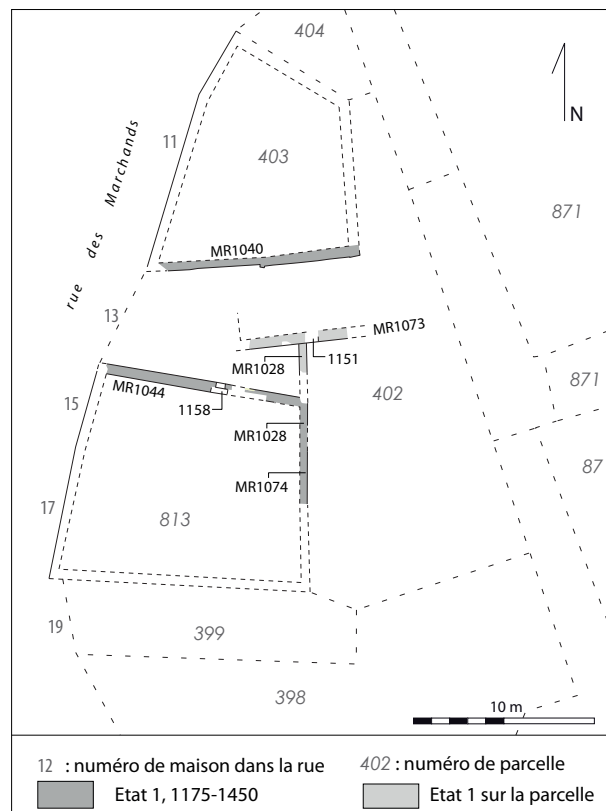 404
N
11
403
871
rue des Marchands
MR1040
13
MR1073
MR1028
1151
871
MR1044
402
15
1158
MR1028
87
MR1074
17
813
19
399
398
10 m
12 : numéro de maison dans la rue
402 : numéro de parcelle
Etat 1, 1175-1450
Etat 1 sur la parcelle